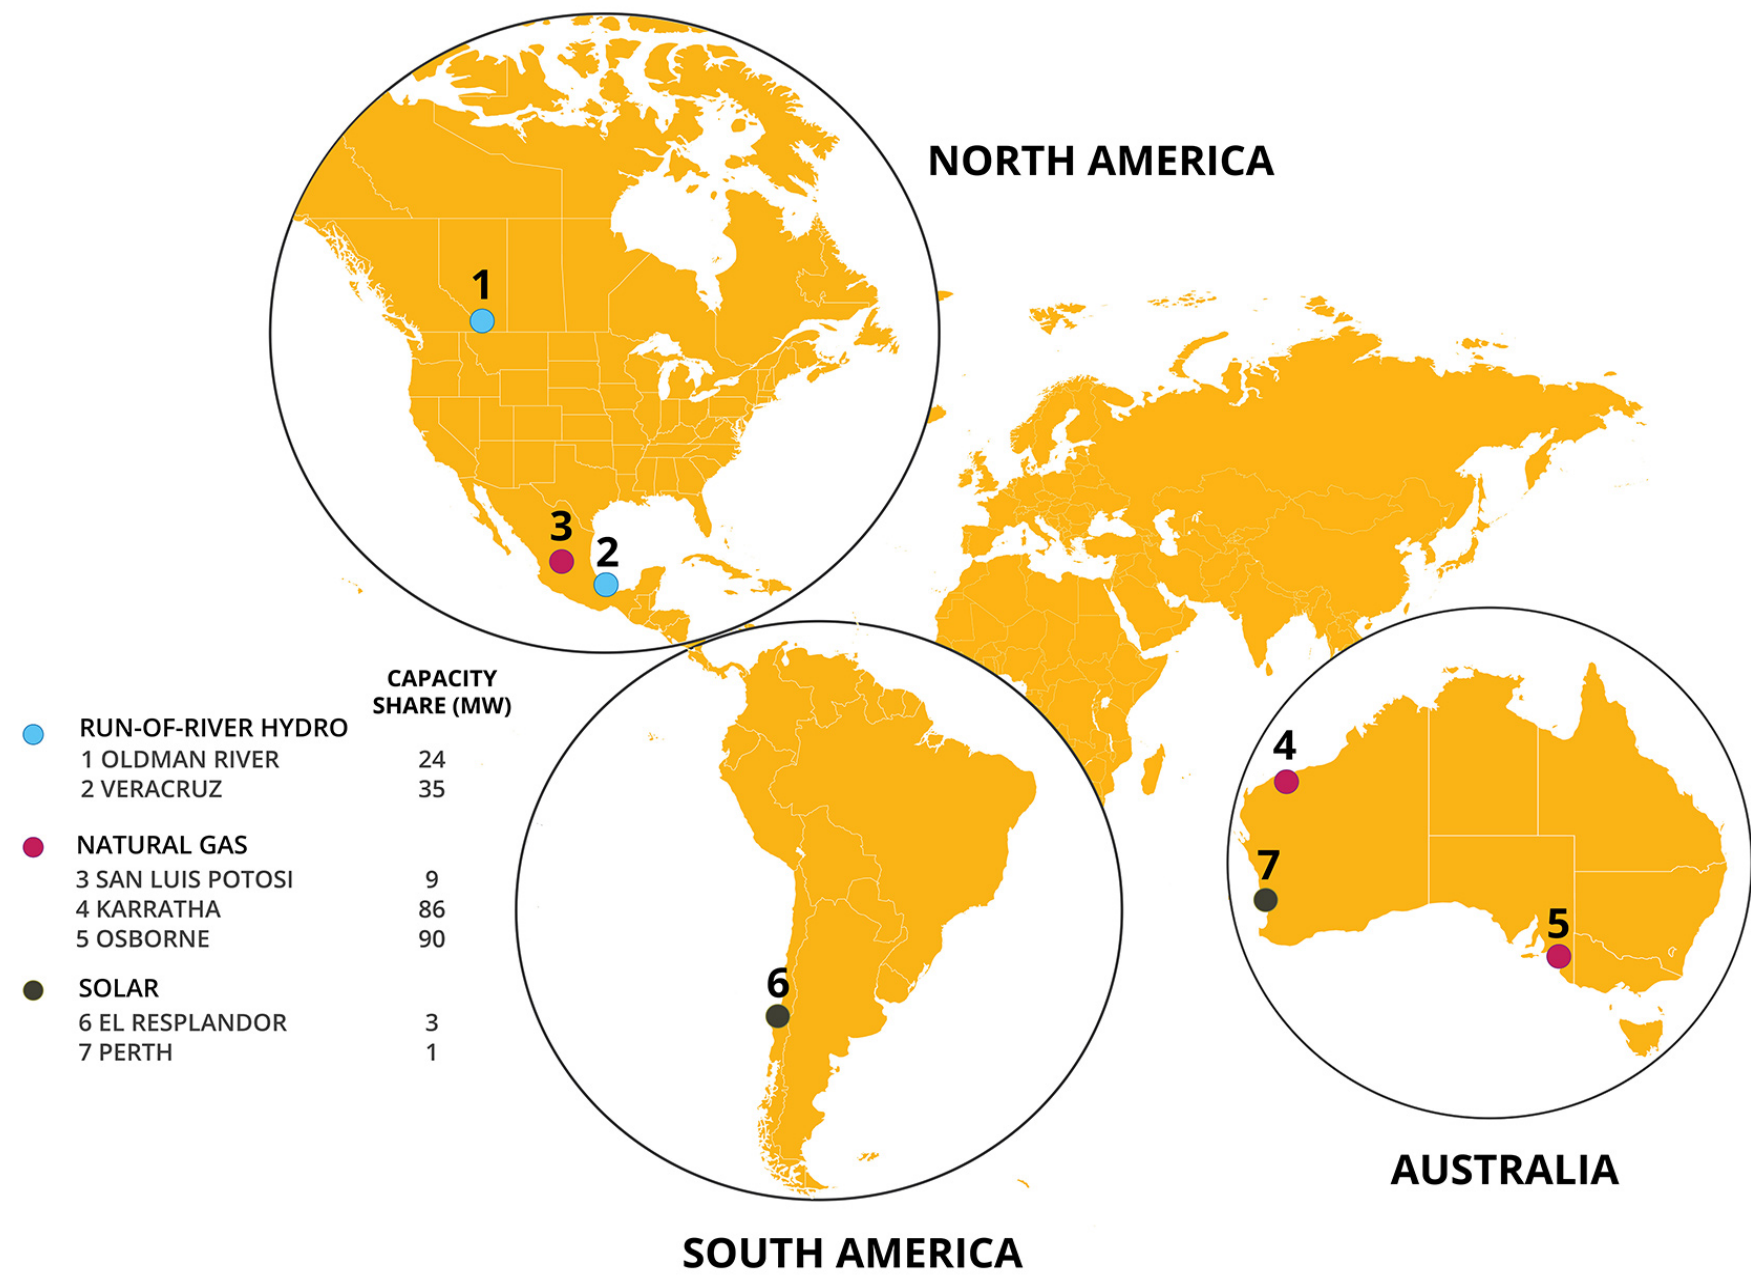 NORTH AMERICA
1
3
2
CAPACITY
SHARE (MW)
RUN-OF-RIVER HYDRO
1 OLDMAN RIVER 24
2 VERACRUZ 35
NATURAL GAS
3 SAN LUIS POTOSI 9
4 KARRATHA 86
5 OSBORNE 90
SOLAR
6 EL RESPLANDOR 3
7 PERTH 1
6
SOUTH AMERICA
4
7
5
AUSTRALIA